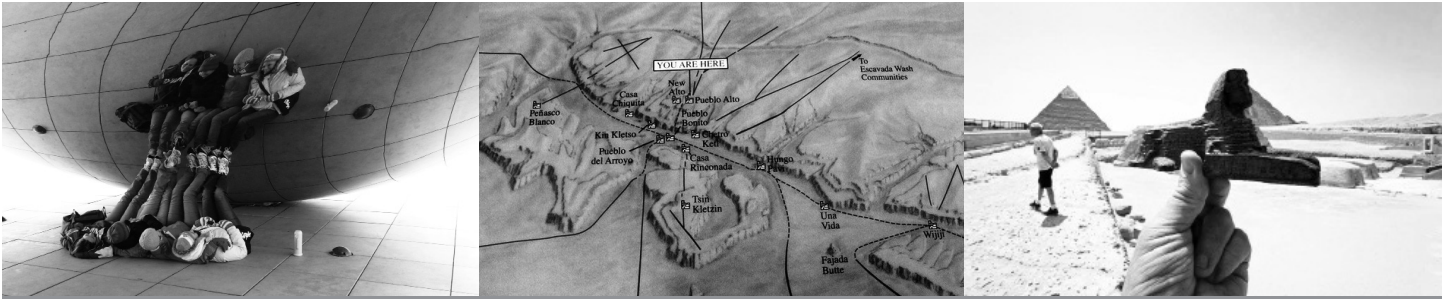 YOU ARE HERE
To
Escavada Wash
Communities
New
Alto
Pueblo Alto
Casa
Chiquita
Peñasco
Blanco
Pueblo
Bonito
Kin Kletso
Chetro
Ketl
Pueblo
del Arroyo
Casa
Rinconada
Hungo
Pavi
Tsin
Kletzin
Una
Vida
Wijiji
Fajada
Butte